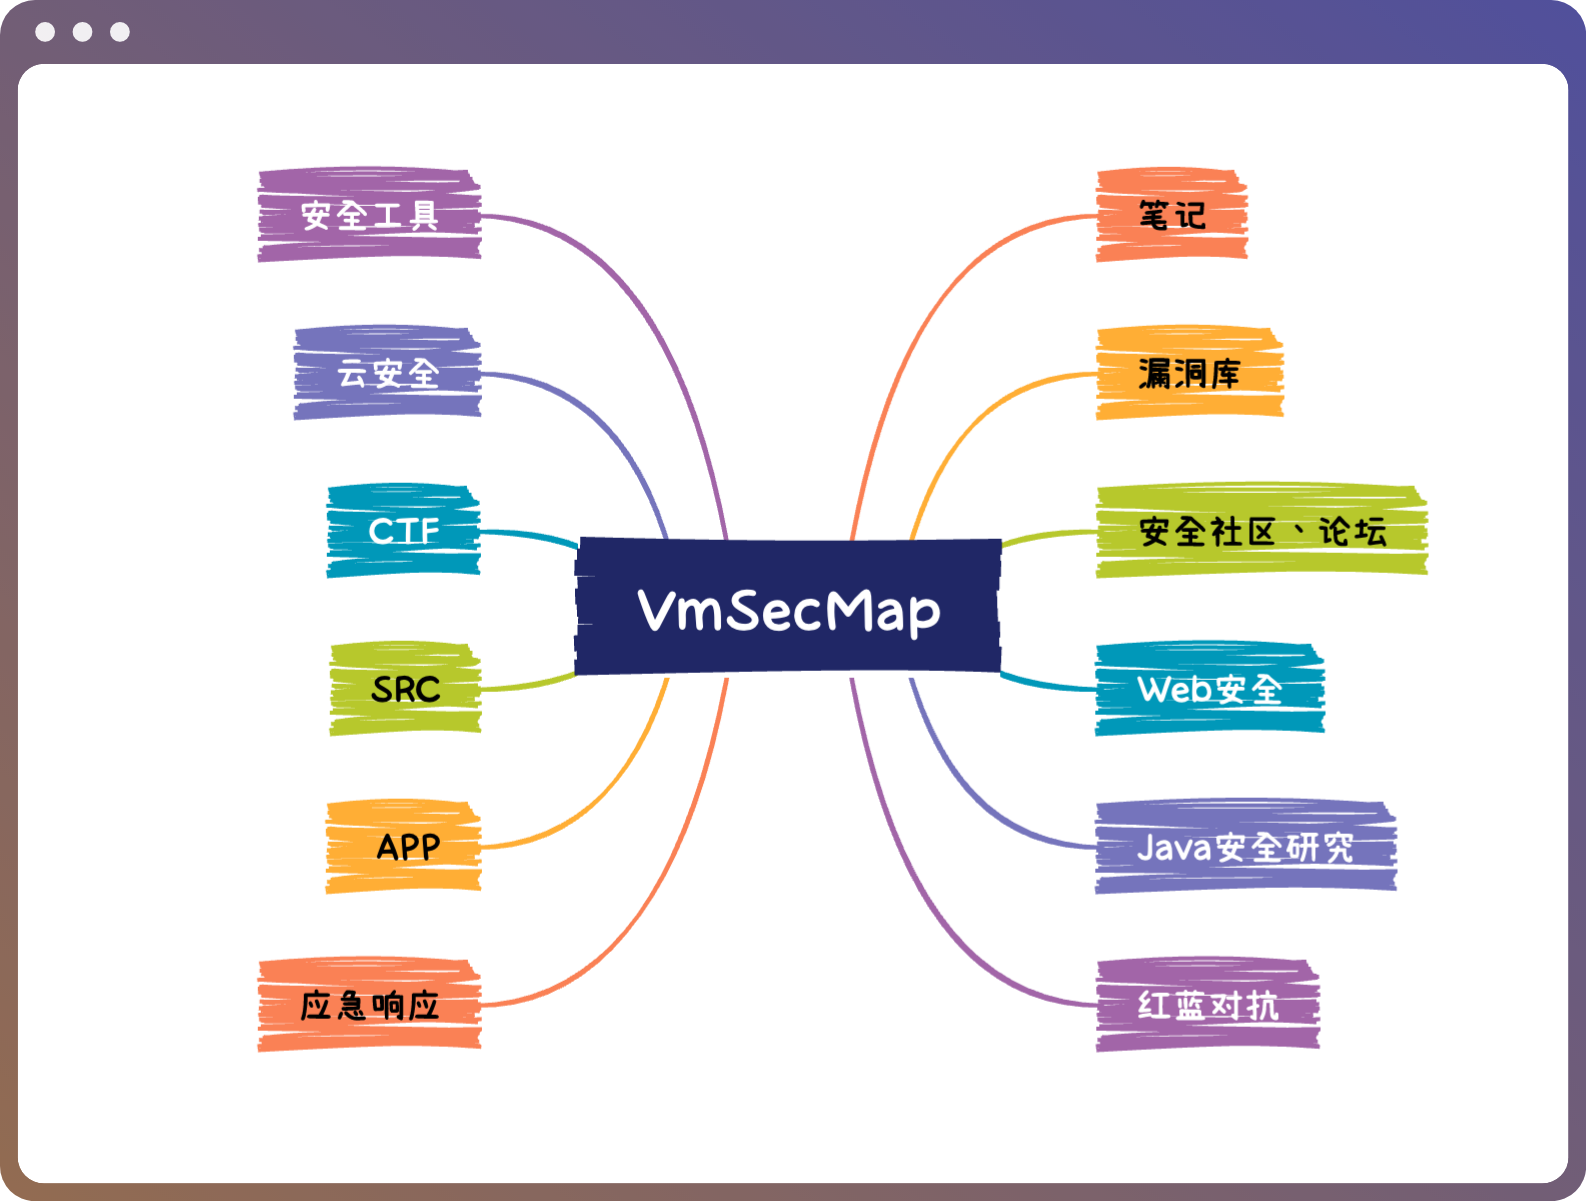 安全工具
云安全
CTF
SRC
APP
应急响应
VmSecMap
笔记
漏洞库
安全社区、论坛
Web安全
Java安全研究
红蓝对抗